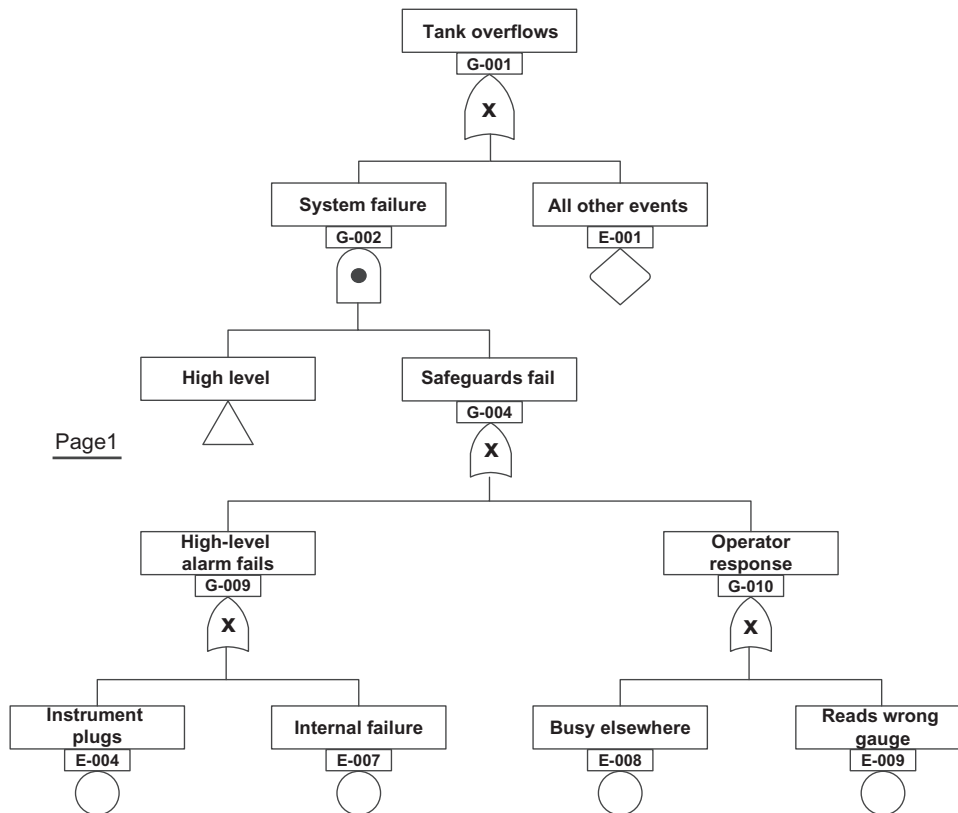 Tank overflows
G-001
X
System failure
All other events
G-002
E-001
High level
Safeguards fail
G-004
Page1
X
High-level
alarm fails
Operator
response
G-009
G-010
X
X
Instrument
plugs
Internal failure
Busy elsewhere
Reads wrong
gauge
E-004
E-007
E-008
E-009